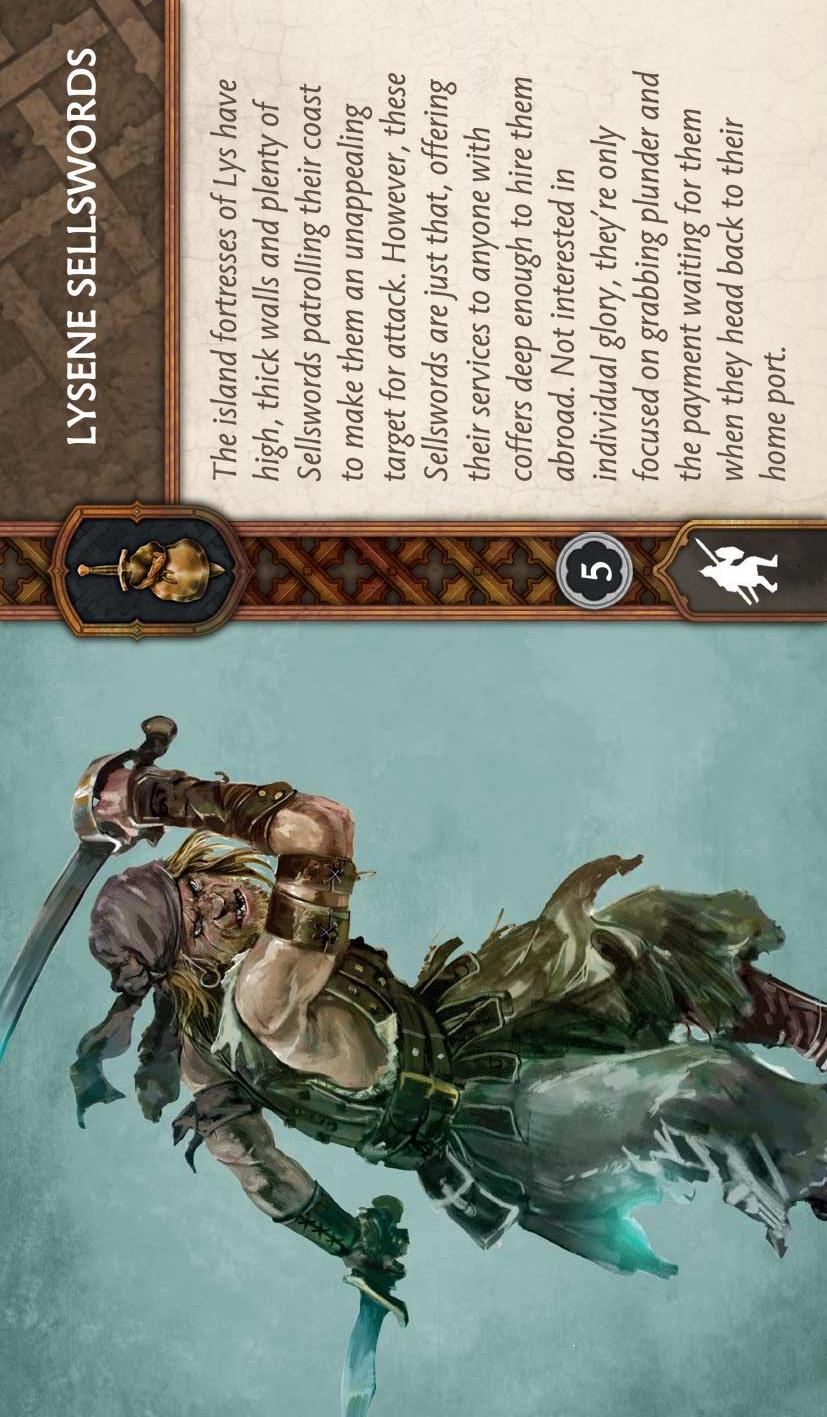 LYSENE SELLSWORDS
The island fortresses of Lys have
high, thick walls and plenty of
Sellswords patrolling their coast
to make them an unappealing
target for attack. However, these
Sellswords are just that, offering
their services to anyone with
coffers deep enough to hire them
abroad. Not interested in
individual glory, they're only
focused on grabbing plunder and
the payment waiting for them
when they head back to their
home port.
5